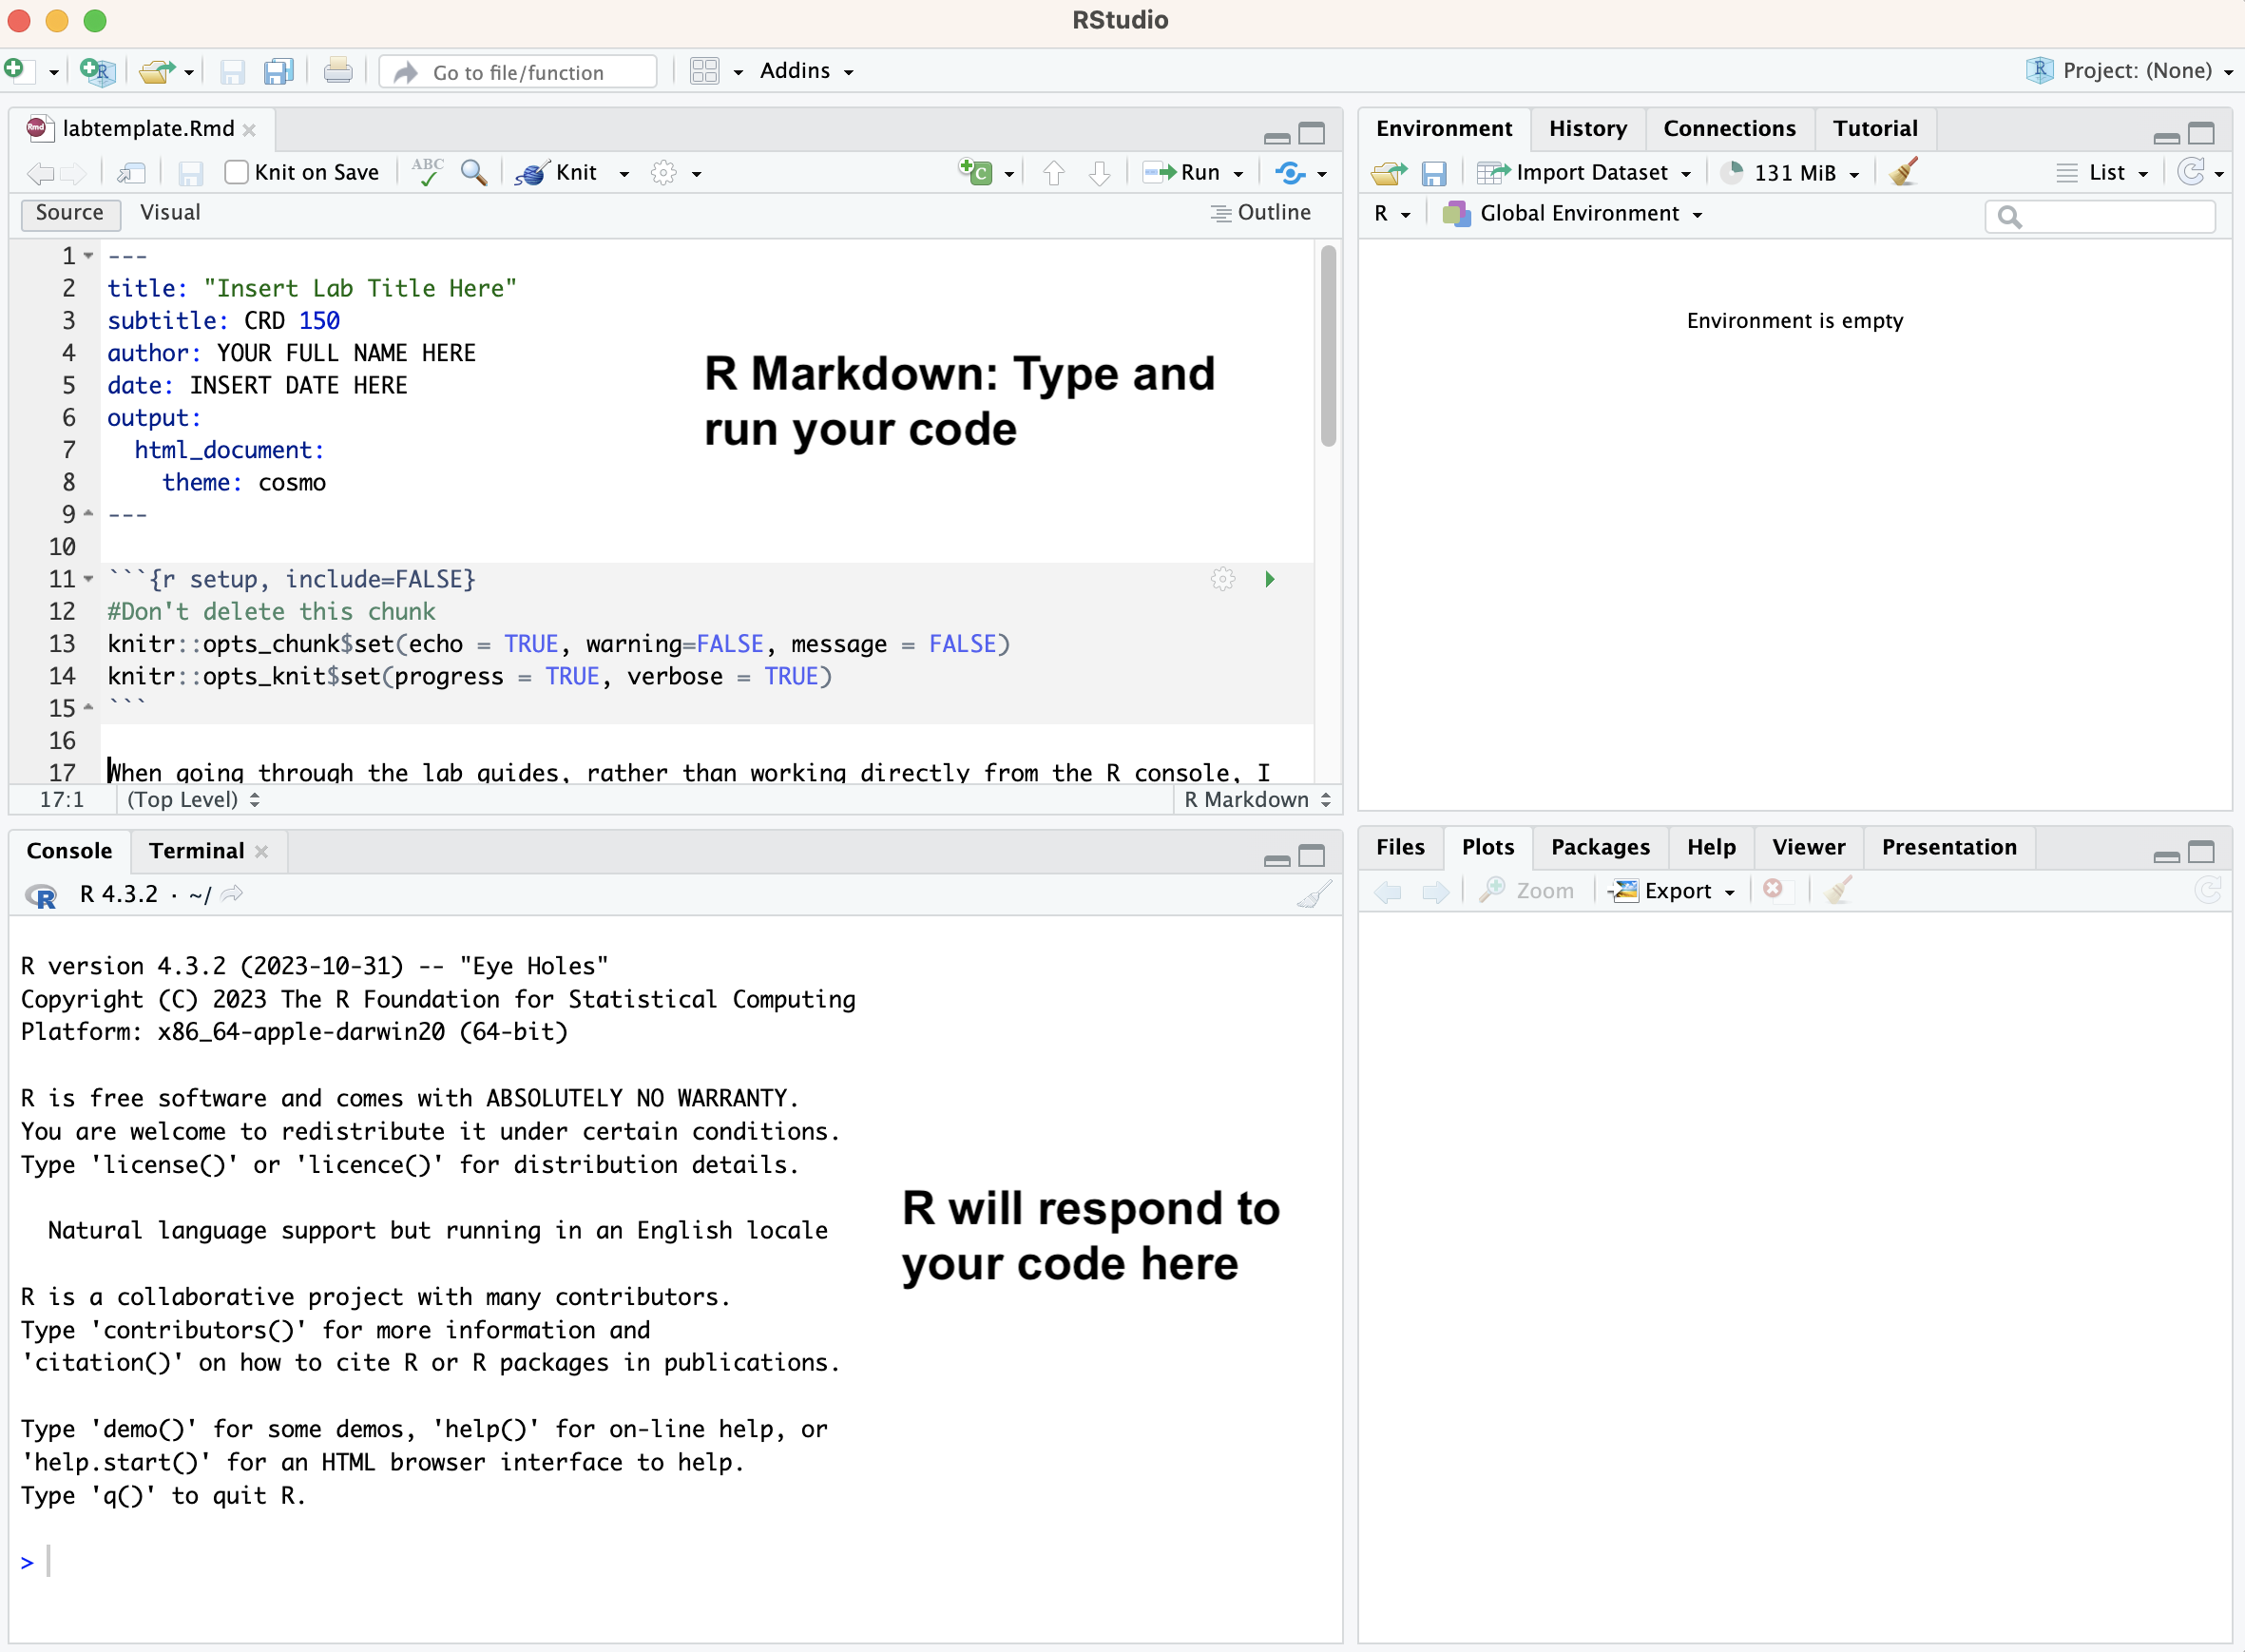 RStudio
Go to file/function
Addins
Project: (None)
labtemplate.Rmd
Knit on Save
ABC
Knit
Run
Source
Visual
Outline
1 ---
2 title: "Insert Lab Title Here"
3 subtitle: CRD 150
4 author: YOUR FULL NAME HERE
5 date: INSERT DATE HERE
6 output:
7   html_document:
8     theme: cosmo
9 ---
10
11 ```{r setup, include=FALSE}
12 #Don't delete this chunk
13 knitr::opts_chunk$set(echo = TRUE, warning=FALSE, message = FALSE)
14 knitr::opts_knit$set(progress = TRUE, verbose = TRUE)
15 ```
16
17 When going through the lab guides, rather than working directly from the R console, I
R Markdown: Type and
run your code
17:1
(Top Level)
R Markdown
Environment
History
Connections
Tutorial
Import Dataset
131 MiB
List
R
Global Environment
Environment is empty
Console
Terminal
R 4.3.2 · ~/
R version 4.3.2 (2023-10-31) -- "Eye Holes"
Copyright (C) 2023 The R Foundation for Statistical Computing
Platform: x86_64-apple-darwin20 (64-bit)
R is free software and comes with ABSOLUTELY NO WARRANTY.
You are welcome to redistribute it under certain conditions.
Type 'license()' or 'licence()' for distribution details.
  Natural language support but running in an English locale
R is a collaborative project with many contributors.
Type 'contributors()' for more information and
'citation()' on how to cite R or R packages in publications.
Type 'demo()' for some demos, 'help()' for on-line help, or
'help.start()' for an HTML browser interface to help.
Type 'q()' to quit R.
>
R will respond to
your code here
Files
Plots
Packages
Help
Viewer
Presentation
Zoom
Export